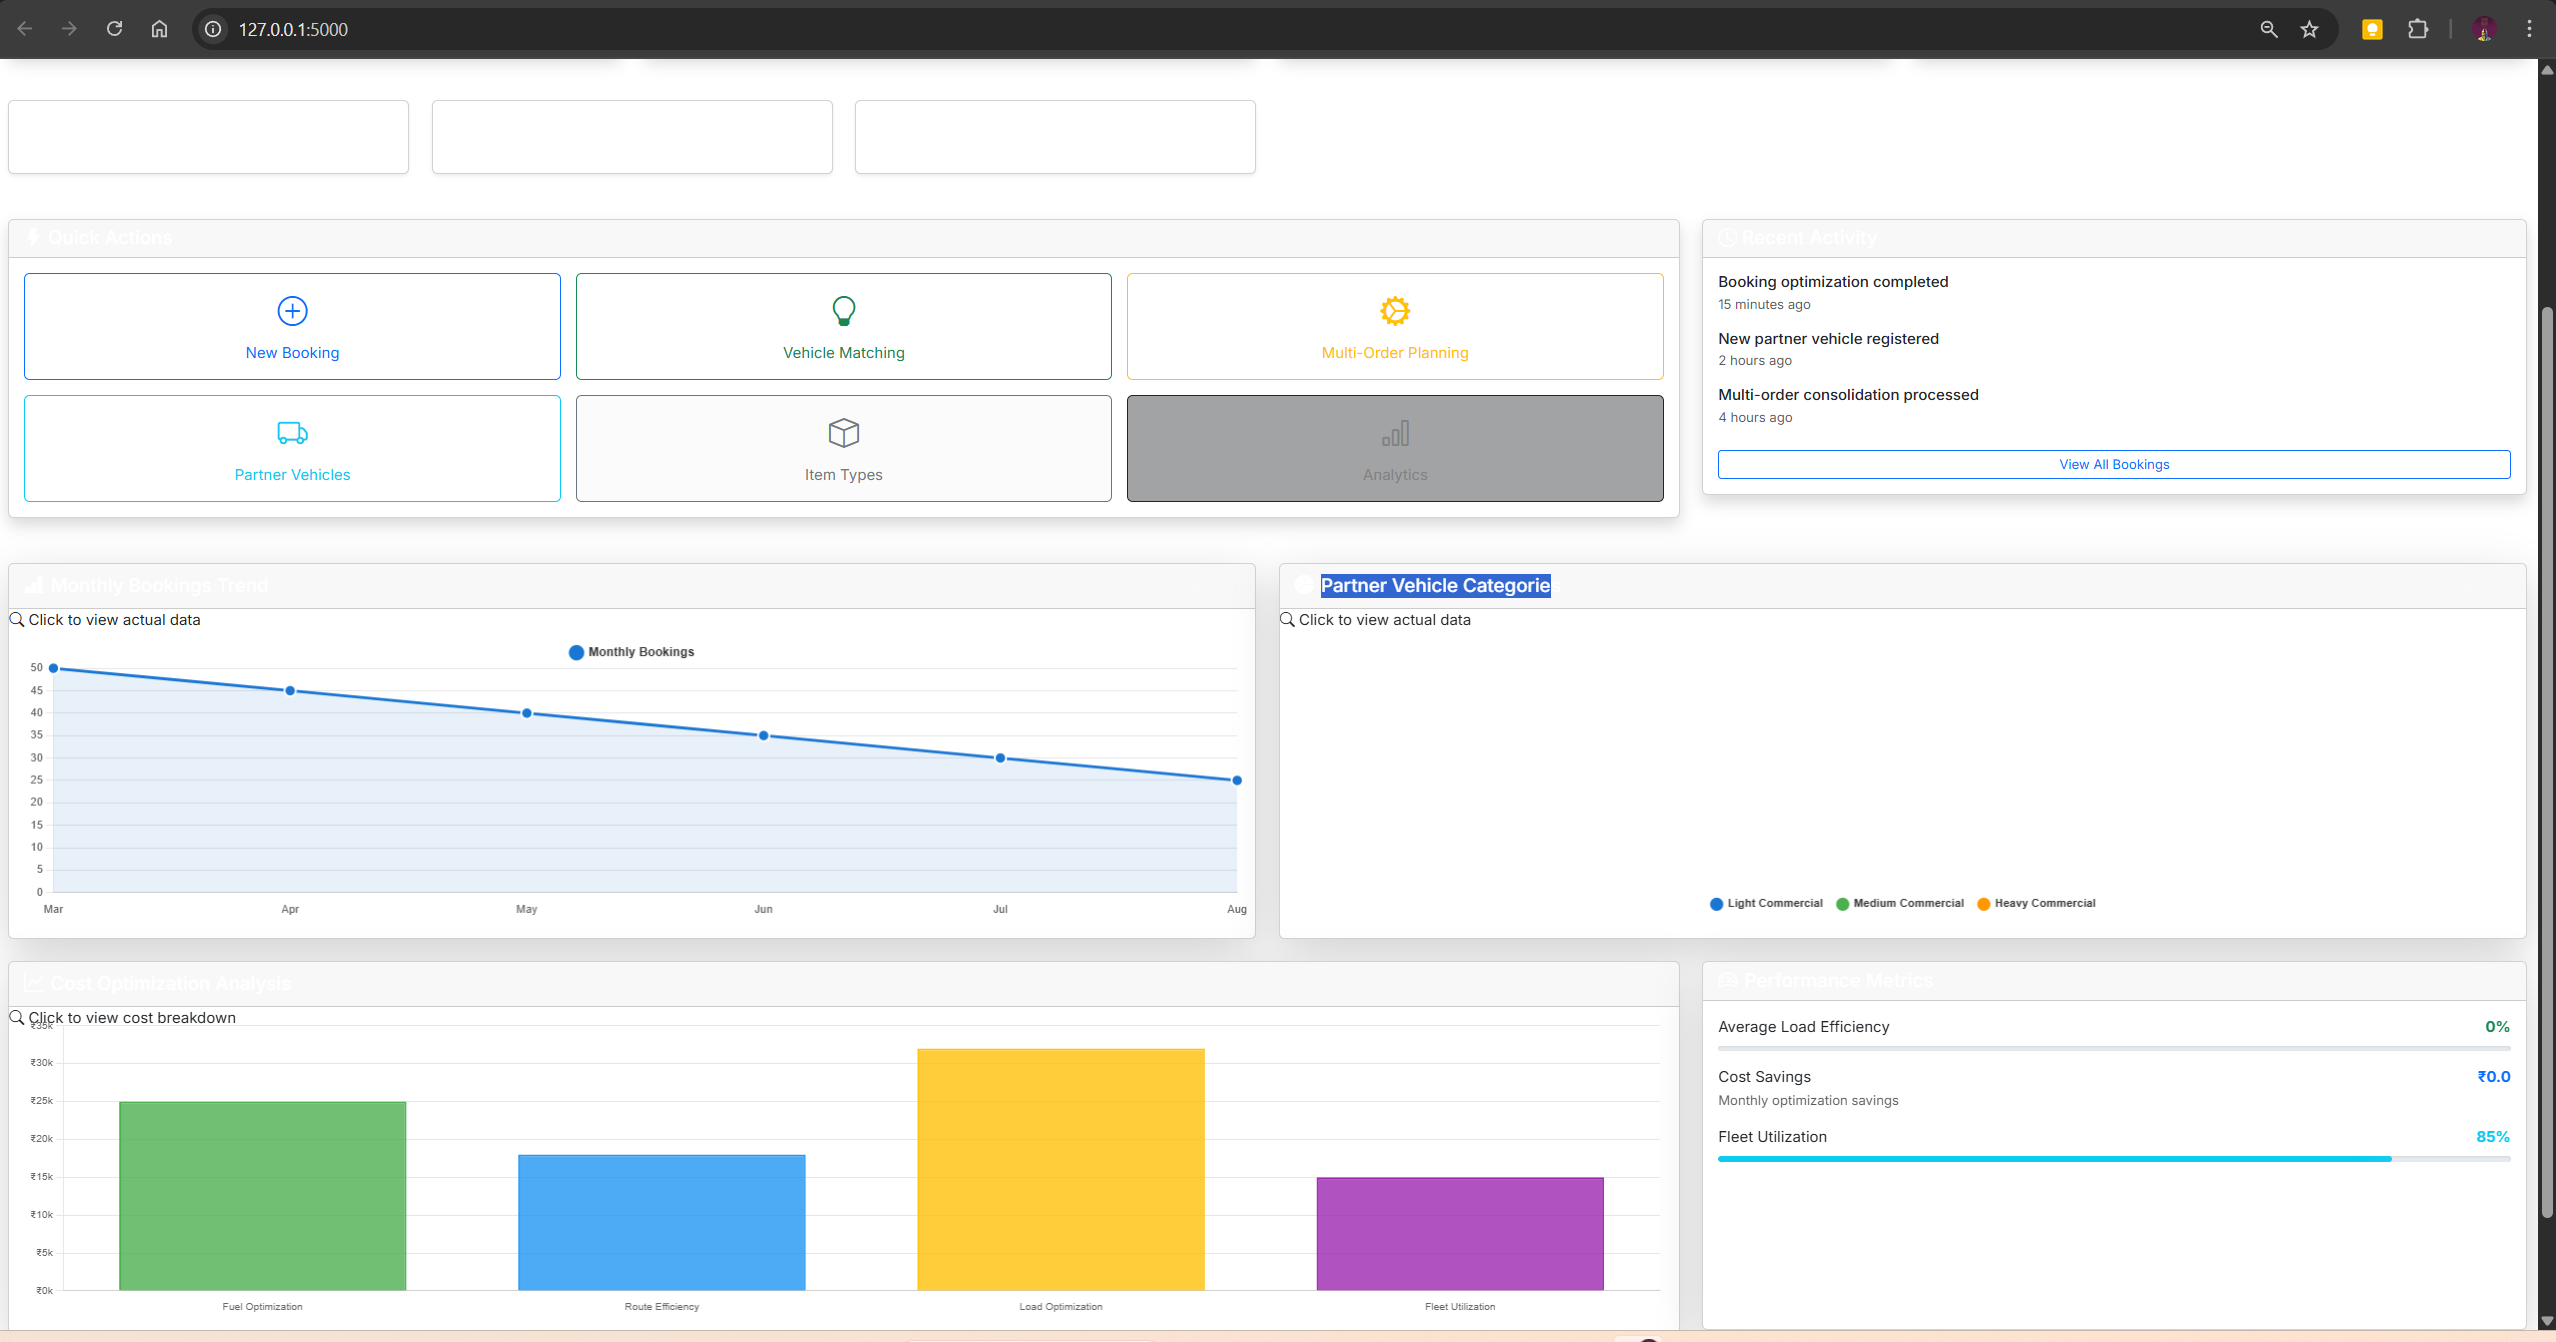 127.0.0.1:5000
Quick Actions
New Booking
Vehicle Matching
Multi-Order Planning
Partner Vehicles
Item Types
Analytics
Recent Activity
Booking optimization completed
15 minutes ago
New partner vehicle registered
2 hours ago
Multi-order consolidation processed
4 hours ago
View All Bookings
Monthly Bookings Trend
Click to view actual data
Monthly Bookings
50
45
40
35
30
25
20
15
10
5
0
Mar
Apr
May
Jun
Jul
Aug
Partner Vehicle Categories
Click to view actual data
Light Commercial
Medium Commercial
Heavy Commercial
Cost Optimization Analysis
Click to view cost breakdown
₹35k
₹30k
₹25k
₹20k
₹15k
₹10k
₹5k
₹0k
Fuel Optimization
Route Efficiency
Load Optimization
Fleet Utilization
Performance Metrics
Average Load Efficiency
0%
Cost Savings
₹0.0
Monthly optimization savings
Fleet Utilization
85%